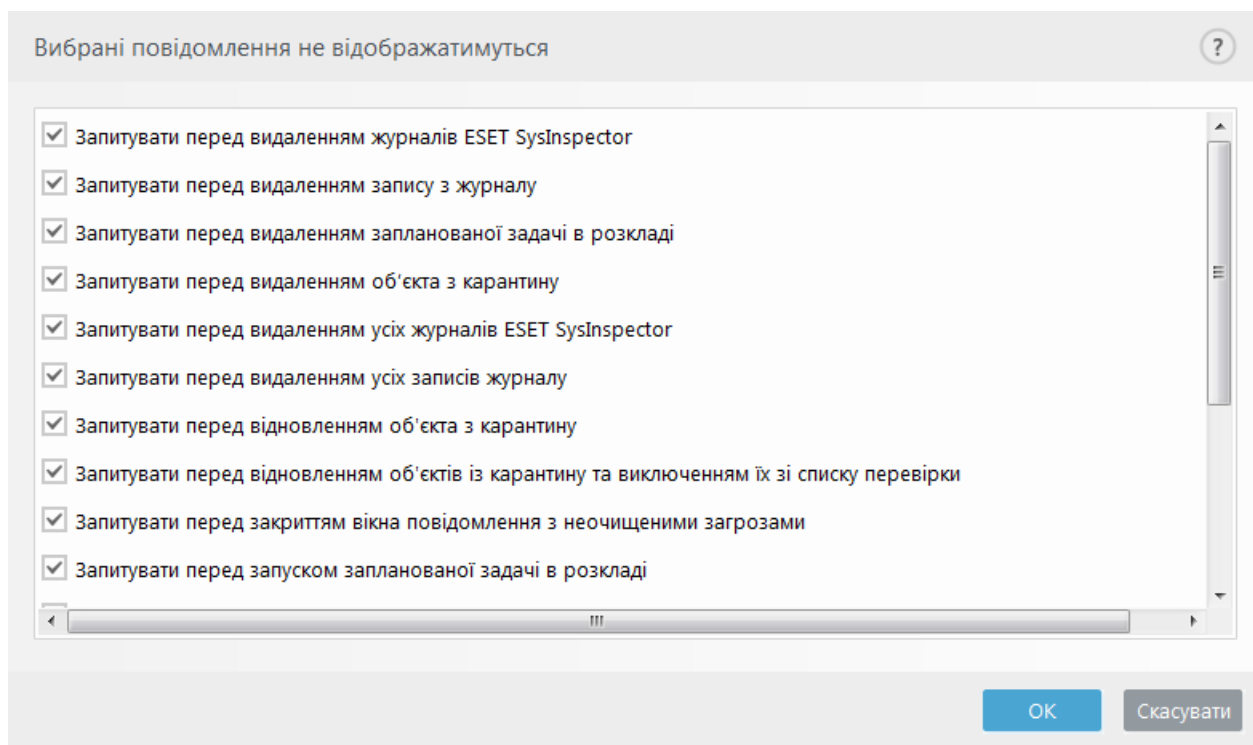 Вибрані повідомлення не відображатимуться
?
Запитувати перед видаленням журналів ESET SysInspector
Запитувати перед видаленням запису з журналу
Запитувати перед видаленням запланованої задачі в розкладі
Запитувати перед видаленням об'єкта з карантину
Запитувати перед видаленням усіх журналів ESET SysInspector
Запитувати перед видаленням усіх записів журналу
Запитувати перед відновленням об'єкта з карантину
Запитувати перед відновленням об'єктів із карантину та виключенням їх зі списку перевірки
Запитувати перед закриттям вікна повідомлення з неочищеними загрозами
Запитувати перед запуском запланованої задачі в розкладі
OK
Скасувати